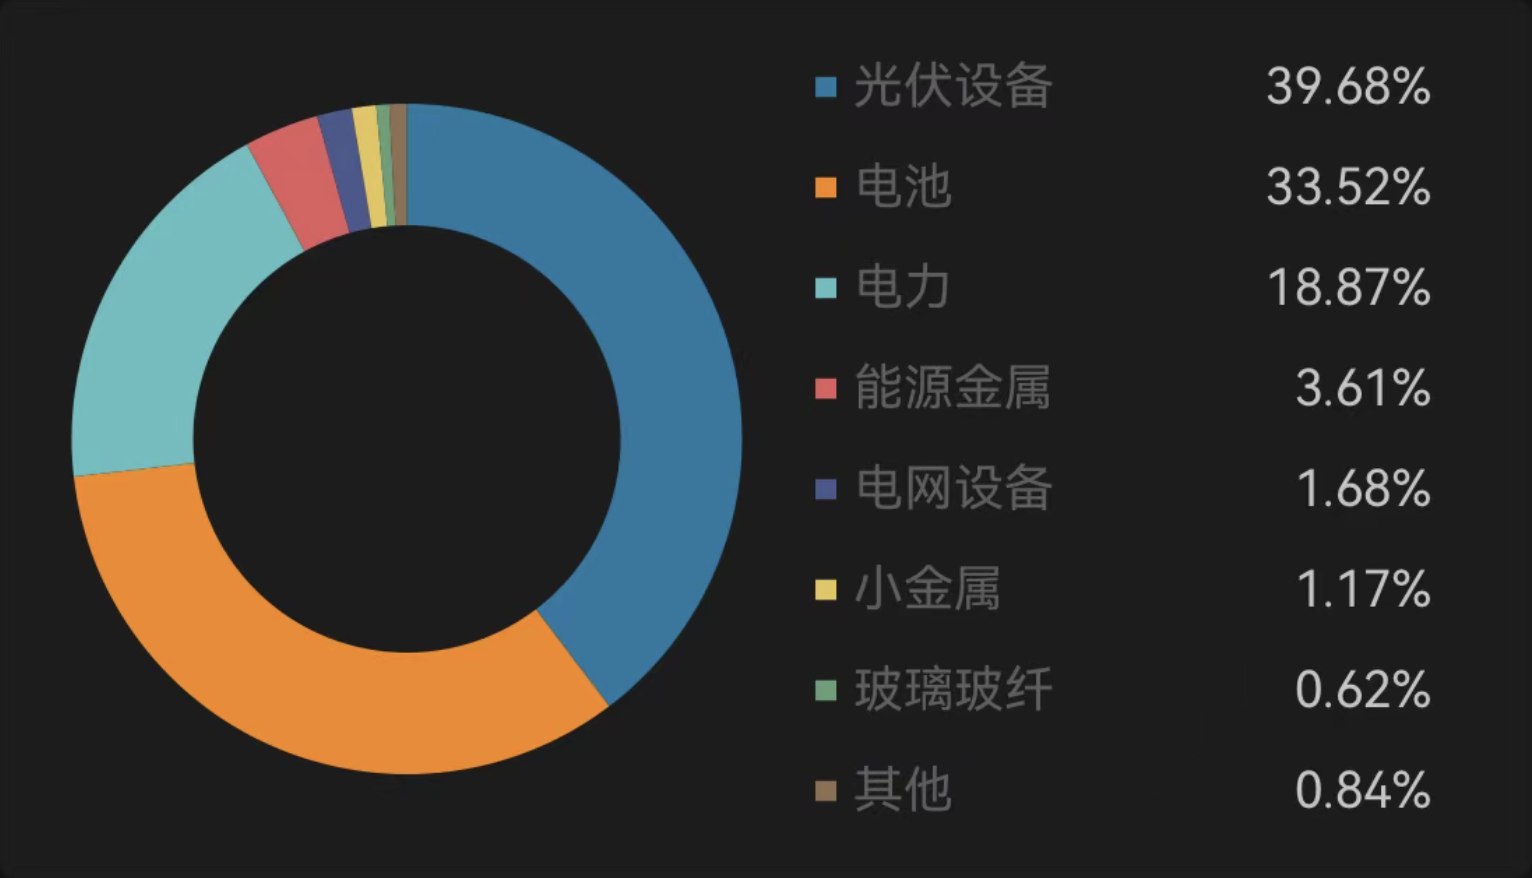 光伏设备 39.68%
电池 33.52%
电力 18.87%
能源金属 3.61%
电网设备 1.68%
小金属 1.17%
玻璃玻纤 0.62%
其他 0.84%